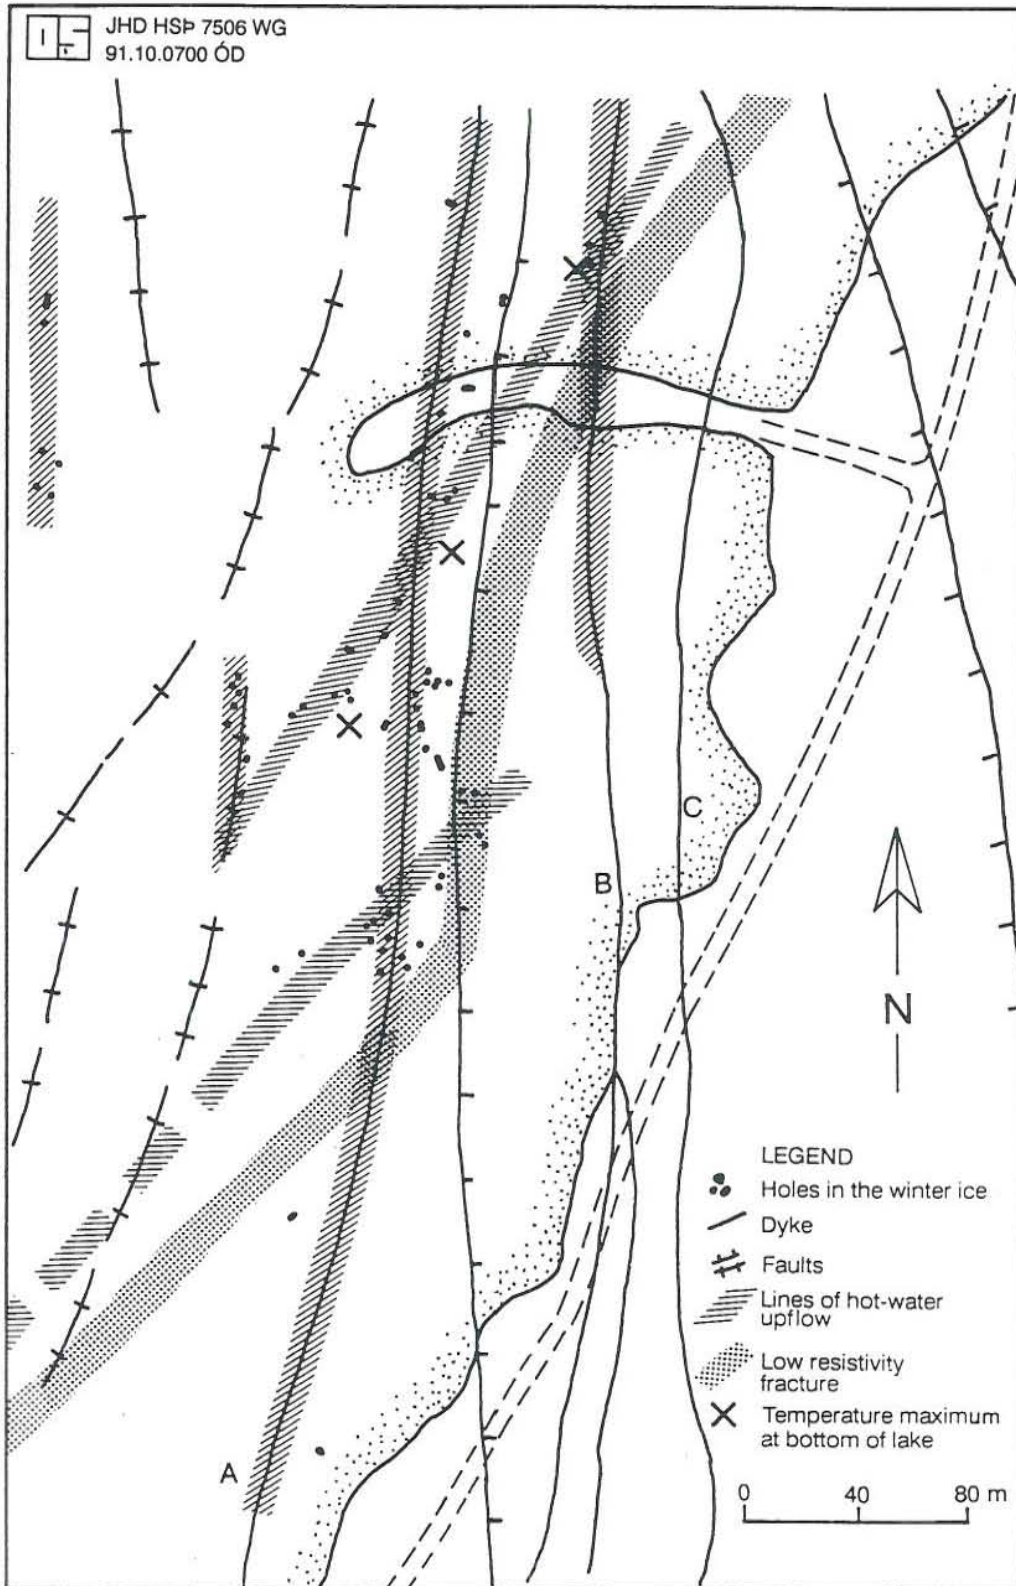 JHD HSÞ 7506 WG
91.10.0700 ÓD
C
B
N
A
LEGEND
Holes in the winter ice
Dyke
Faults
Lines of hot-water
upflow
Low resistivity
fracture
Temperature maximum
at bottom of lake
0 40 80 m